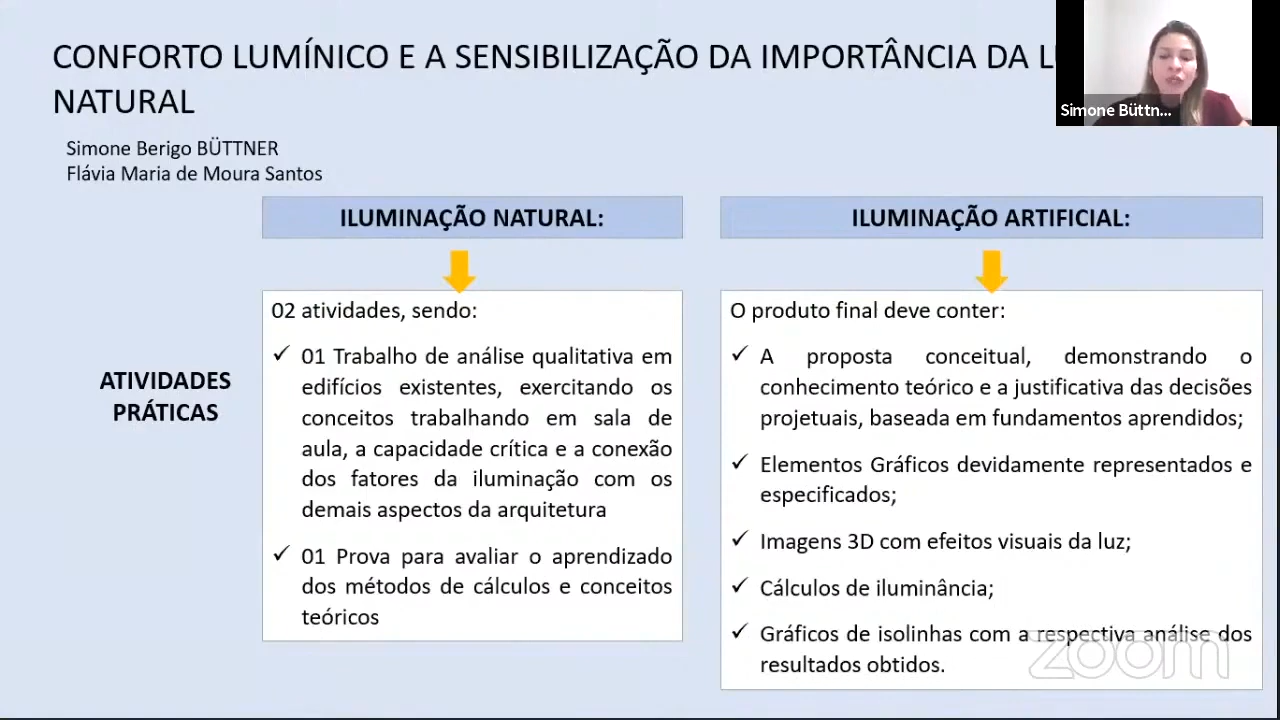 CONFORTO LUMÍNICO E A SENSIBILIZAÇÃO DA IMPORTÂNCIA DA
NATURAL
Simone Büttn...
Simone Berigo BÜTTNER
Flávia Maria de Moura Santos
ILUMINAÇÃO NATURAL:
ILUMINAÇÃO ARTIFICIAL:
ATIVIDADES
PRÁTICAS
02 atividades, sendo:
✓ 01 Trabalho de análise qualitativa em
edifícios existentes, exercitando os
conceitos trabalhando em sala de
aula, a capacidade crítica e a conexão
dos fatores da iluminação com os
demais aspectos da arquitetura
✓ 01 Prova para avaliar o aprendizado
dos métodos de cálculos e conceitos
teóricos
O produto final deve conter:
✓ A proposta conceitual, demonstrando o
conhecimento teórico e a justificativa das decisões
projetuais, baseada em fundamentos aprendidos;
✓ Elementos Gráficos devidamente representados e
especificados;
✓ Imagens 3D com efeitos visuais da luz;
✓ Cálculos de iluminância;
✓ Gráficos de isolinhas com a respectiva análise dos
resultados obtidos.
zoom